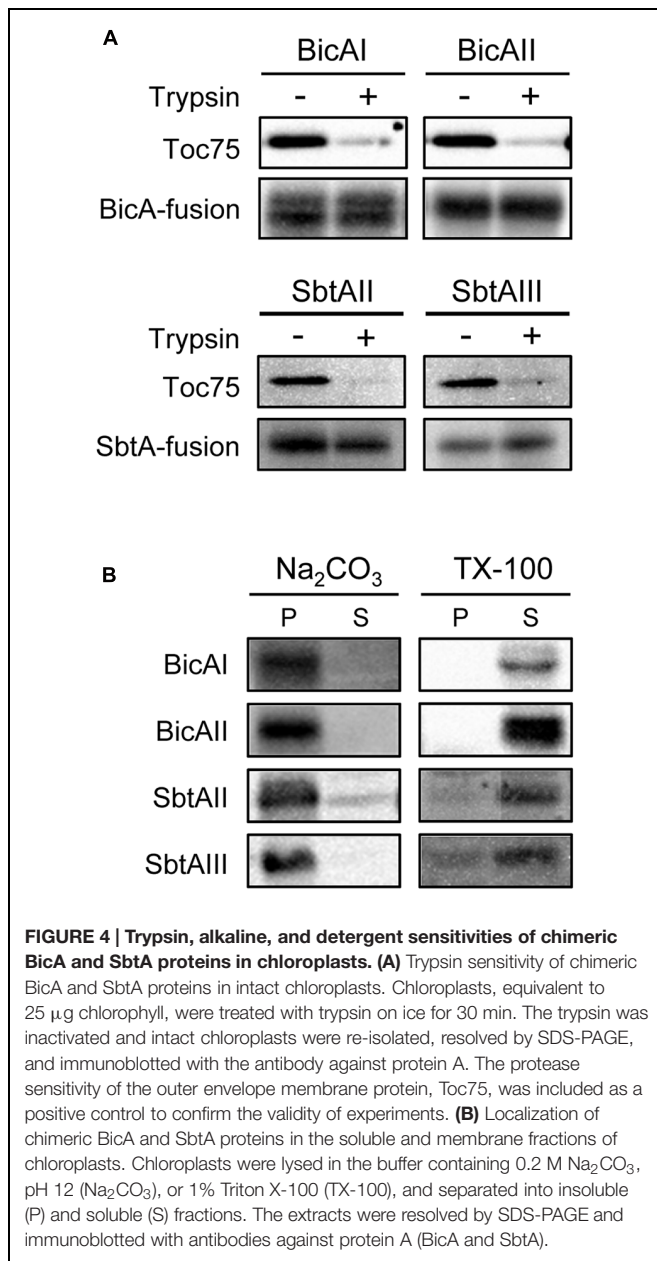 A
BicAI BicAII
Trypsin - + - +
Toc75
BicA-fusion
SbtAII SbtAIII
Trypsin - + - +
Toc75
SbtA-fusion
B
Na₂CO₃ TX-100
P S P S
BicAI
BicAII
SbtAII
SbtAIII
FIGURE 4 | Trypsin, alkaline, and detergent sensitivities of chimeric
BicA and SbtA proteins in chloroplasts. (A) Trypsin sensitivity of chimeric
BicA and SbtA proteins in intact chloroplasts. Chloroplasts, equivalent to
25 μg chlorophyll, were treated with trypsin on ice for 30 min. The trypsin was
inactivated and intact chloroplasts were re-isolated, resolved by SDS-PAGE,
and immunoblotted with the antibody against protein A. The protease
sensitivity of the outer envelope membrane protein, Toc75, was included as a
positive control to confirm the validity of experiments. (B) Localization of
chimeric BicA and SbtA proteins in the soluble and membrane fractions of
chloroplasts. Chloroplasts were lysed in the buffer containing 0.2 M Na₂CO₃,
pH 12 (Na₂CO₃), or 1% Triton X-100 (TX-100), and separated into insoluble
(P) and soluble (S) fractions. The extracts were resolved by SDS-PAGE and
immunoblotted with antibodies against protein A (BicA and SbtA).